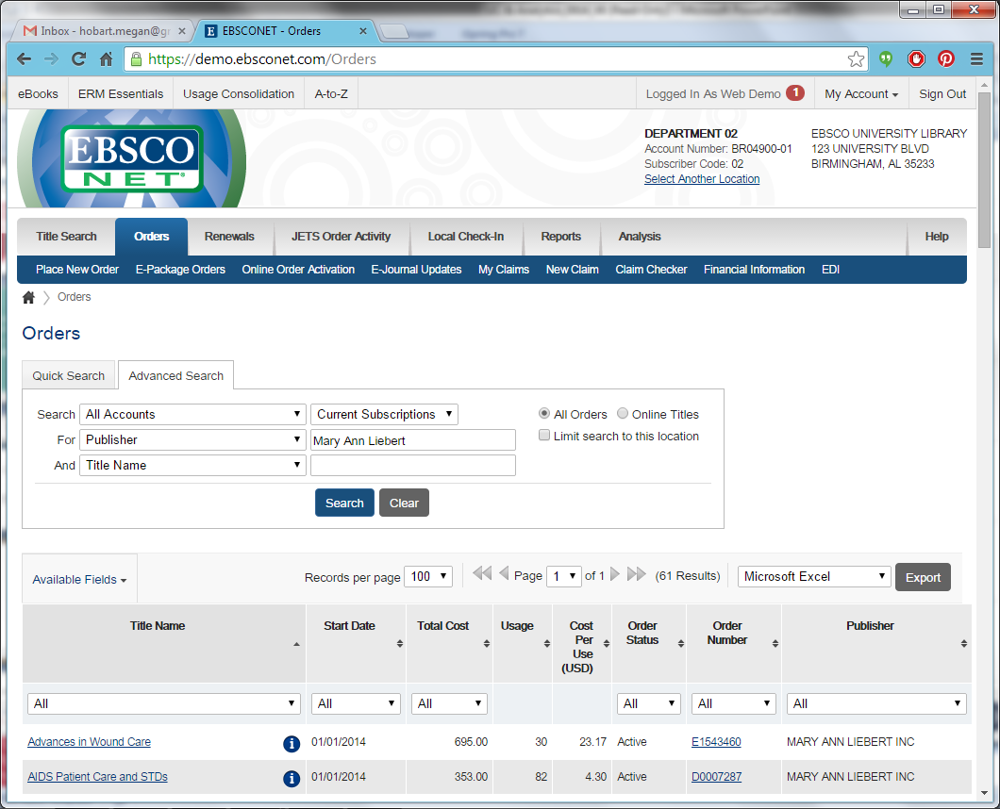 Inbox - hobart.megan@gr
EBSCONET - Orders
https://demo.ebsconet.com/Orders
eBooks ERM Essentials Usage Consolidation A-to-Z Logged In As Web Demo 1 My Account Sign Out
EBSCO
NET®
DEPARTMENT 02
Account Number: BR04900-01
Subscriber Code: 02
Select Another Location
EBSCO UNIVERSITY LIBRARY
123 UNIVERSITY BLVD
BIRMINGHAM, AL 35233
Title Search Orders Renewals JETS Order Activity Local Check-In Reports Analysis Help
Place New Order E-Package Orders Online Order Activation E-Journal Updates My Claims New Claim Claim Checker Financial Information EDI
Orders
Orders
Quick Search Advanced Search
Search All Accounts Current Subscriptions All Orders Online Titles
For Publisher Mary Ann Liebert Limit search to this location
And Title Name
Search Clear
Available Fields Records per page 100 Page 1 of 1 (61 Results) Microsoft Excel Export
Title Name Start Date Total Cost Usage Cost Per Use (USD) Order Status Order Number Publisher
All All All All All All
Advances in Wound Care i 01/01/2014 695.00 30 23.17 Active E1543460 MARY ANN LIEBERT INC
AIDS Patient Care and STDs i 01/01/2014 353.00 82 4.30 Active D0007287 MARY ANN LIEBERT INC